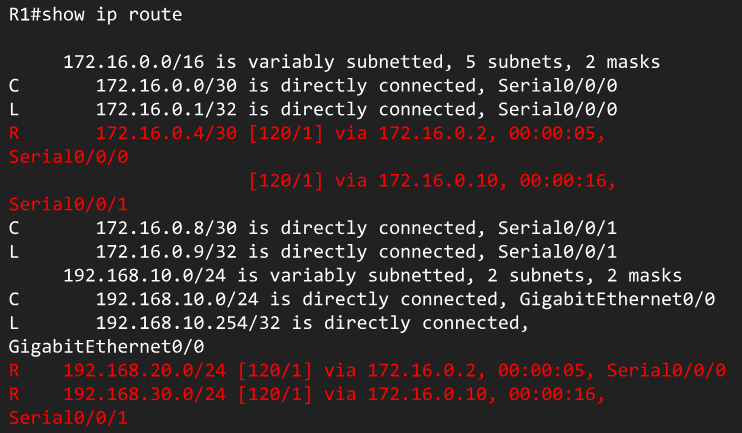 R1#show ip route
172.16.0.0/16 is variably subnetted, 5 subnets, 2 masks
C 172.16.0.0/30 is directly connected, Serial0/0/0
L 172.16.0.1/32 is directly connected, Serial0/0/0
R 172.16.0.4/30 [120/1] via 172.16.0.2, 00:00:05,
Serial0/0/0
[120/1] via 172.16.0.10, 00:00:16,
Serial0/0/1
C 172.16.0.8/30 is directly connected, Serial0/0/1
L 172.16.0.9/32 is directly connected, Serial0/0/1
192.168.10.0/24 is variably subnetted, 2 subnets, 2 masks
C 192.168.10.0/24 is directly connected, GigabitEthernet0/0
L 192.168.10.254/32 is directly connected,
GigabitEthernet0/0
R 192.168.20.0/24 [120/1] via 172.16.0.2, 00:00:05, Serial0/0/0
R 192.168.30.0/24 [120/1] via 172.16.0.10, 00:00:16,
Serial0/0/1